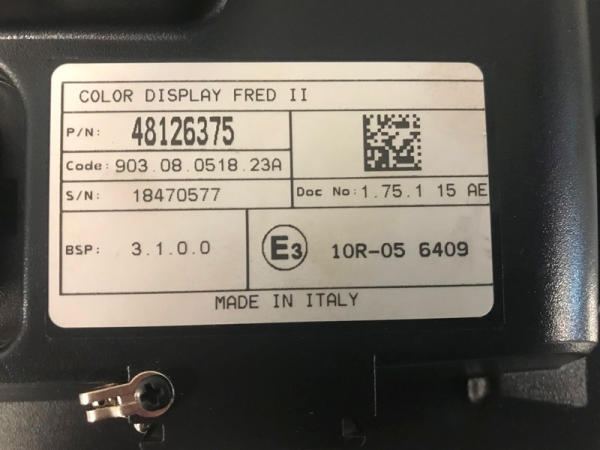 COLOR DISPLAY FRED II
P/N: 48126375
Code: 903.08.0518.23A
S/N: 18470577
Doc No: 1.75.1 15 AE
BSP: 3.1.0.0
E3 10R-05 6409
MADE IN ITALY